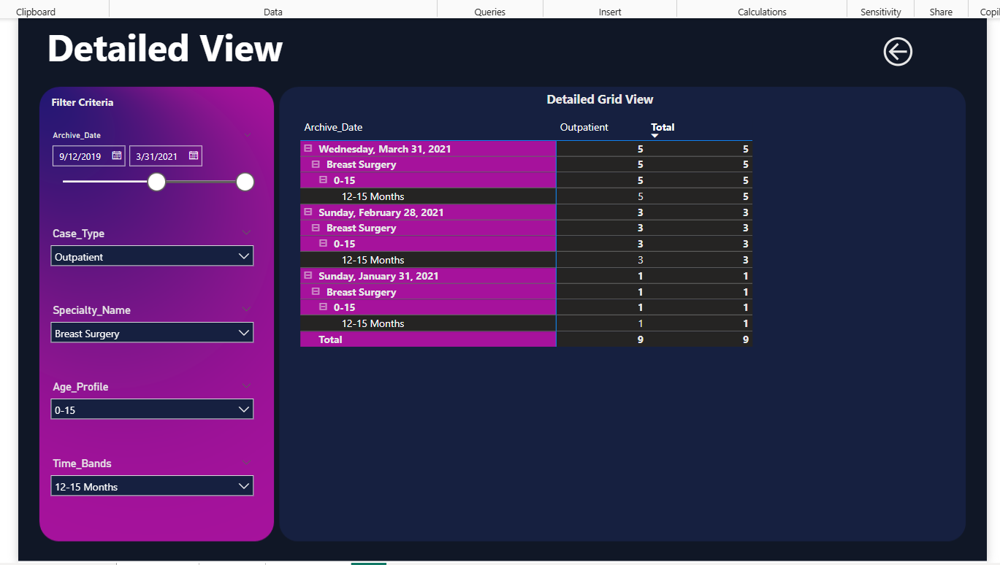 Clipboard Data Queries Insert Calculations Sensitivity Share Copi
Detailed View
Filter Criteria
Archive_Date
9/12/2019 3/31/2021
Case_Type
Outpatient
Specialty_Name
Breast Surgery
Age_Profile
0-15
Time_Bands
12-15 Months
Detailed Grid View
Archive_Date Outpatient Total
Wednesday, March 31, 2021 5 5
Breast Surgery 5 5
0-15 5 5
12-15 Months 5 5
Sunday, February 28, 2021 3 3
Breast Surgery 3 3
0-15 3 3
12-15 Months 3 3
Sunday, January 31, 2021 1 1
Breast Surgery 1 1
0-15 1 1
12-15 Months 1 1
Total 9 9